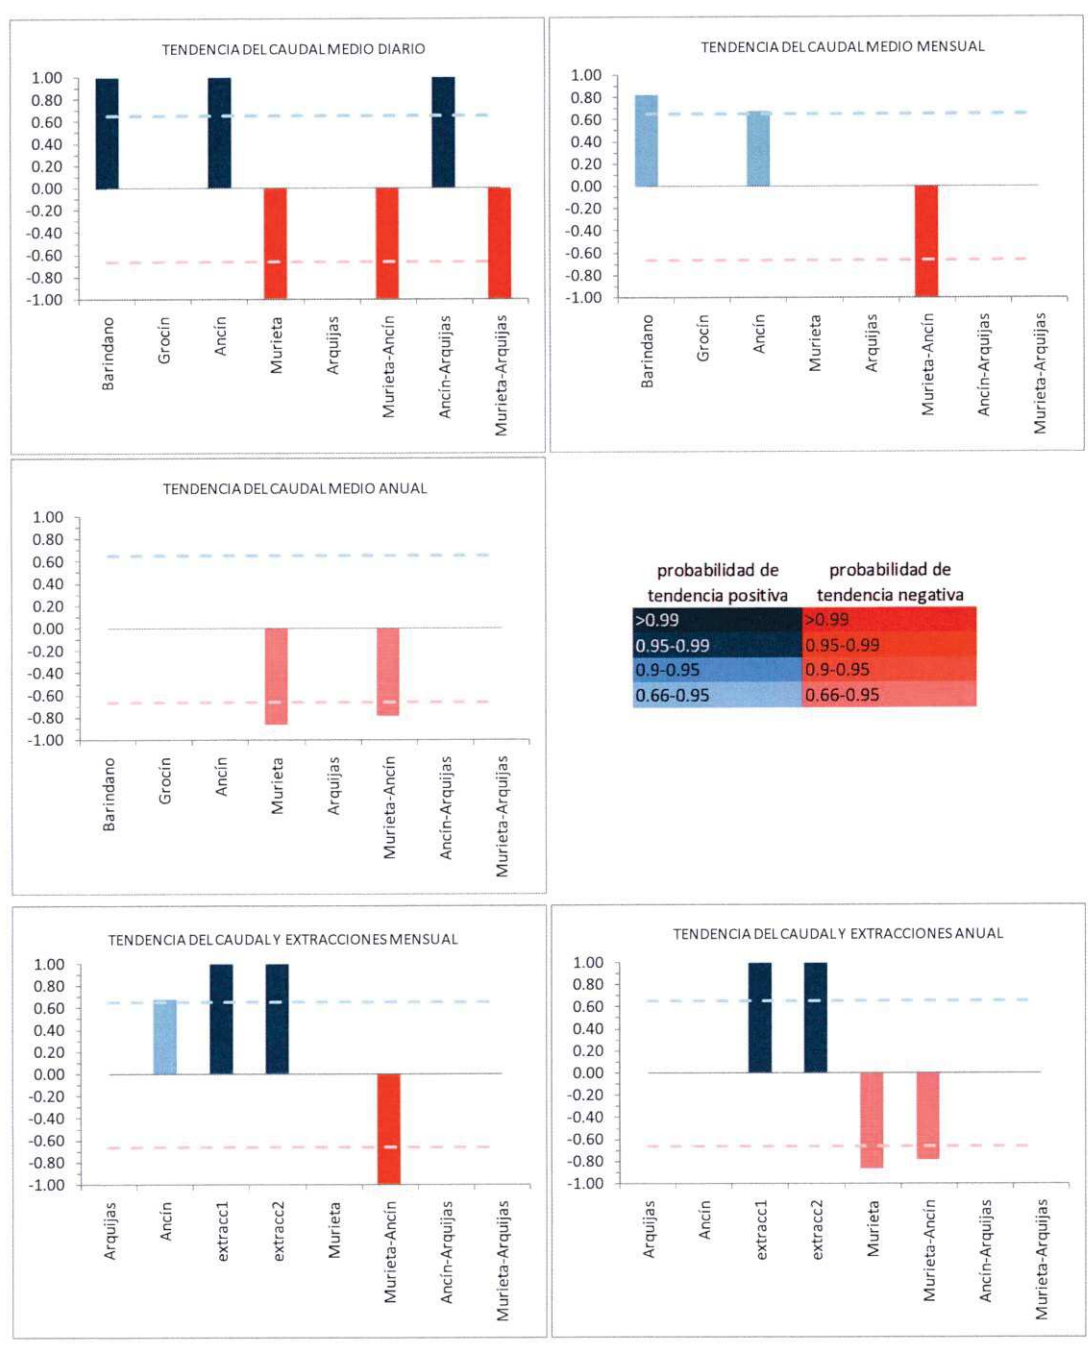 TENDENCIA DEL CAUDAL MEDIO DIARIO
1.00
0.80
0.60
0.40
0.20
0.00
-0.20
-0.40
-0.60
-0.80
-1.00
Barindano
Grocín
Ancín
Murieta
Arquijas
Murieta-Ancín
Ancín-Arquijas
Murieta-Arquijas
TENDENCIA DEL CAUDAL MEDIO MENSUAL
1.00
0.80
0.60
0.40
0.20
0.00
-0.20
-0.40
-0.60
-0.80
-1.00
Barindano
Grocín
Ancín
Murieta
Arquijas
Murieta-Ancín
Ancín-Arquijas
Murieta-Arquijas
TENDENCIA DEL CAUDAL MEDIO ANUAL
1.00
0.80
0.60
0.40
0.20
0.00
-0.20
-0.40
-0.60
-0.80
-1.00
Barindano
Grocín
Ancín
Murieta
Arquijas
Murieta-Ancín
Ancín-Arquijas
Murieta-Arquijas
probabilidad de probabilidad de
tendencia positiva tendencia negativa
>0.99 >0.99
0.95-0.99 0.95-0.99
0.9-0.95 0.9-0.95
0.66-0.95 0.66-0.95
TENDENCIA DEL CAUDAL Y EXTRACCIONES MENSUAL
1.00
0.80
0.60
0.40
0.20
0.00
-0.20
-0.40
-0.60
-0.80
-1.00
Arquijas
Ancín
extracc1
extracc2
Murieta
Murieta-Ancín
Ancín-Arquijas
Murieta-Arquijas
TENDENCIA DEL CAUDAL Y EXTRACCIONES ANUAL
1.00
0.80
0.60
0.40
0.20
0.00
-0.20
-0.40
-0.60
-0.80
-1.00
Arquijas
Ancín
extracc1
extracc2
Murieta
Murieta-Ancín
Ancín-Arquijas
Murieta-Arquijas